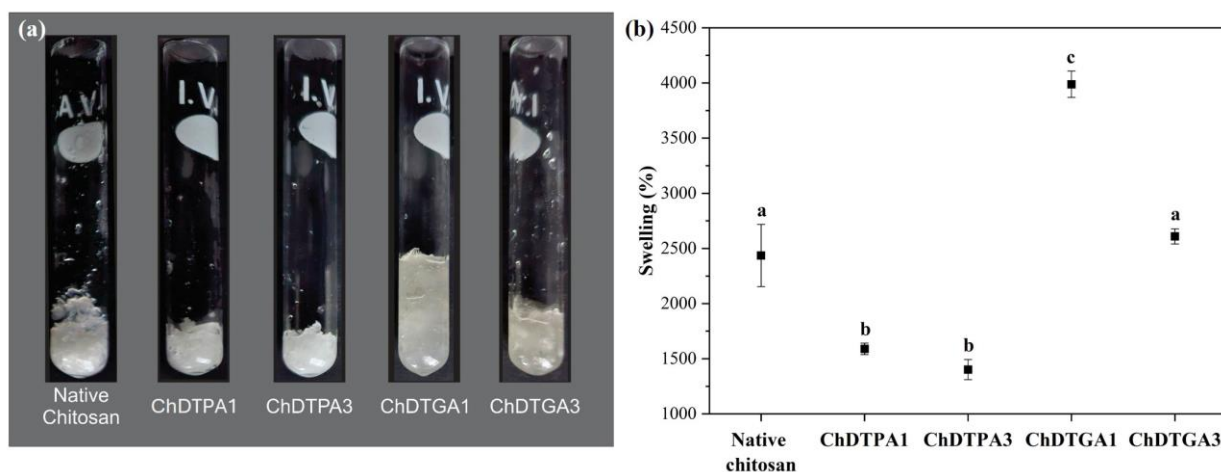 (a)
A.V.
I.V
I.V
I.V
V.I
Native
Chitosan
ChDTPA1
ChDTPA3
ChDTGA1
ChDTGA3
(b)
Swelling (%)
4500
4000
3500
3000
2500
2000
1500
1000
a
b
b
c
a
Native
chitosan
ChDTPA1
ChDTPA3
ChDTGA1
ChDTGA3